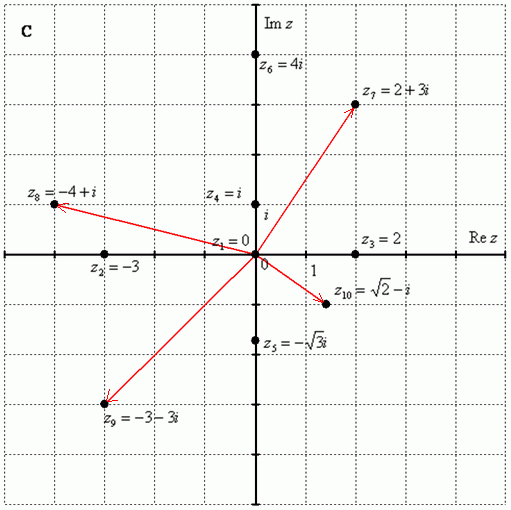 C
Im z
z₆ = 4i
z₇ = 2 + 3i
z₈ = −4 + i
z₄ = i
i
z₁ = 0
z₃ = 2
Re z
z₂ = −3
0
1
z₁₀ = √2 − i
z₅ = −√3i
z₉ = −3 − 3i